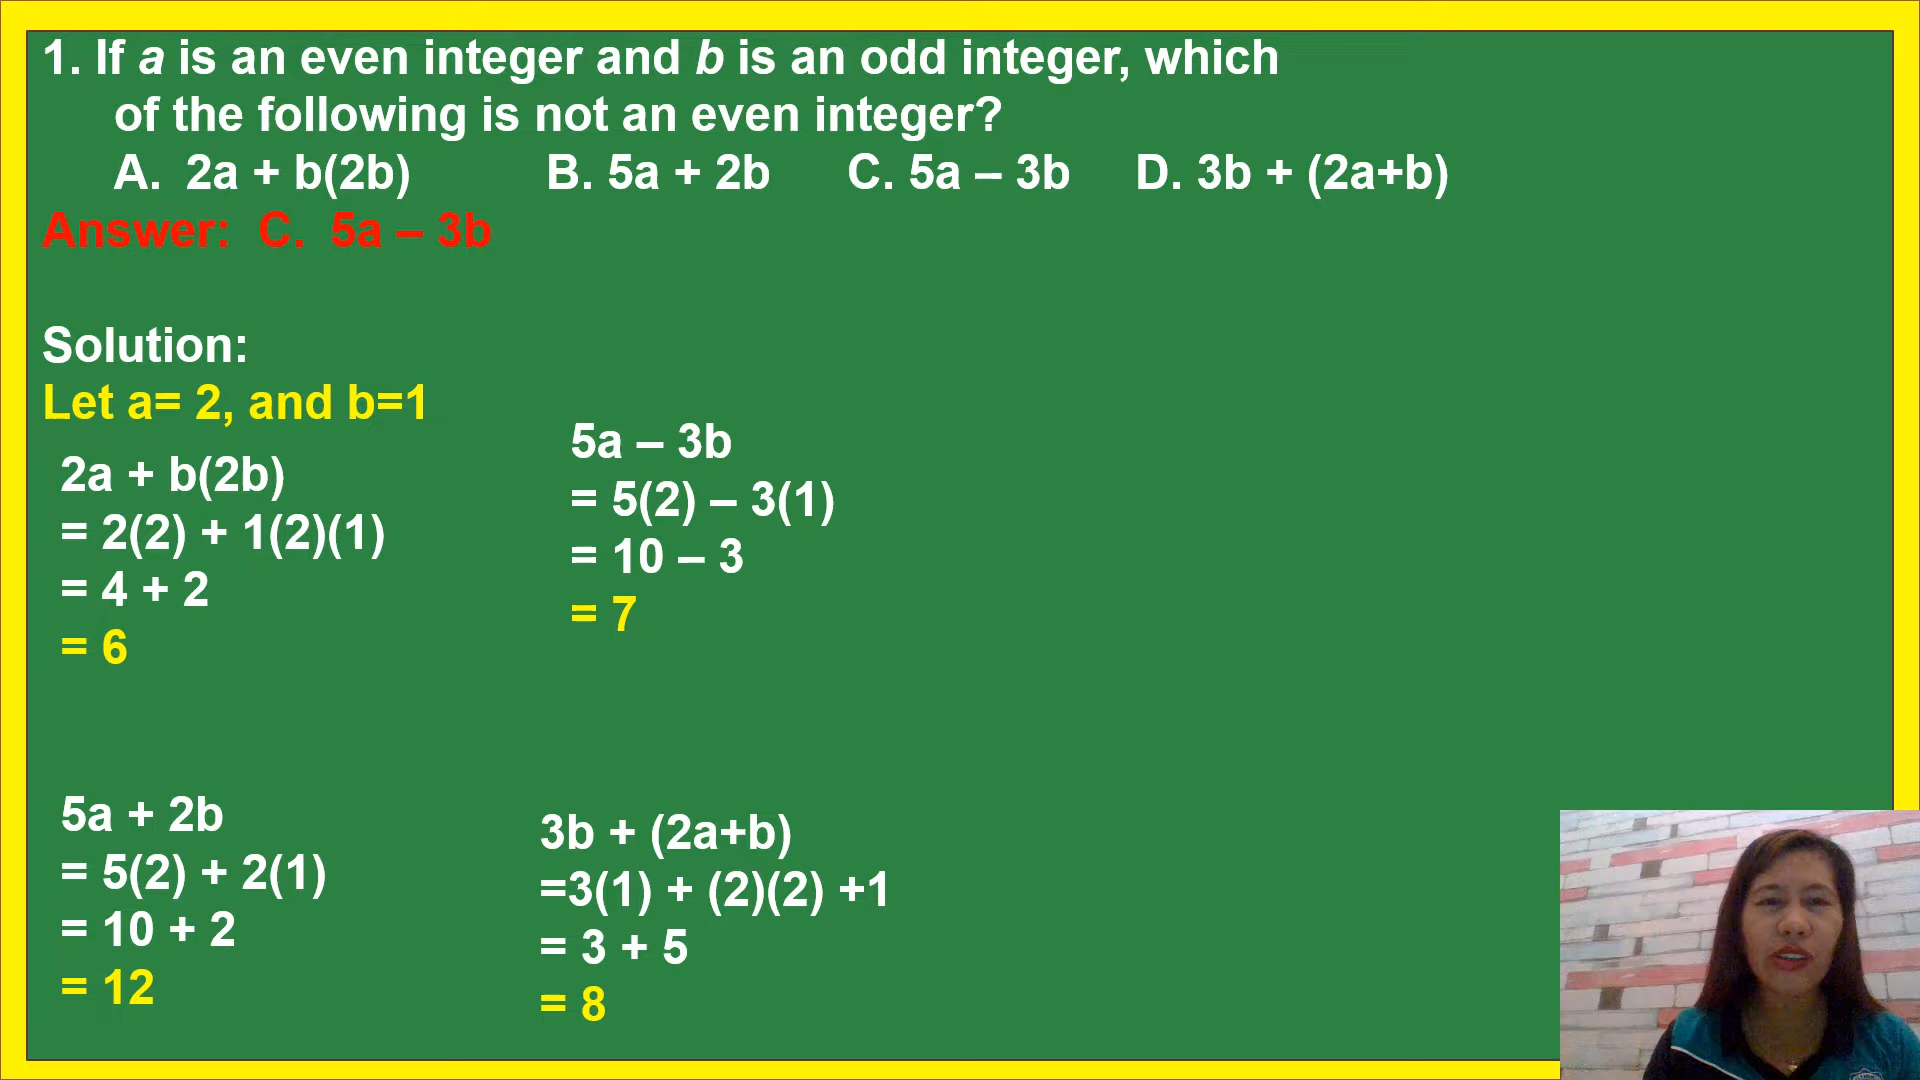 1. If a is an even integer and b is an odd integer, which
of the following is not an even integer?
A. 2a + b(2b) B. 5a + 2b C. 5a – 3b D. 3b + (2a+b)
Answer: C. 5a – 3b
Solution:
Let a= 2, and b=1
2a + b(2b)
= 2(2) + 1(2)(1)
= 4 + 2
= 6
5a – 3b
= 5(2) – 3(1)
= 10 – 3
= 7
5a + 2b
= 5(2) + 2(1)
= 10 + 2
= 12
3b + (2a+b)
=3(1) + (2)(2) +1
= 3 + 5
= 8